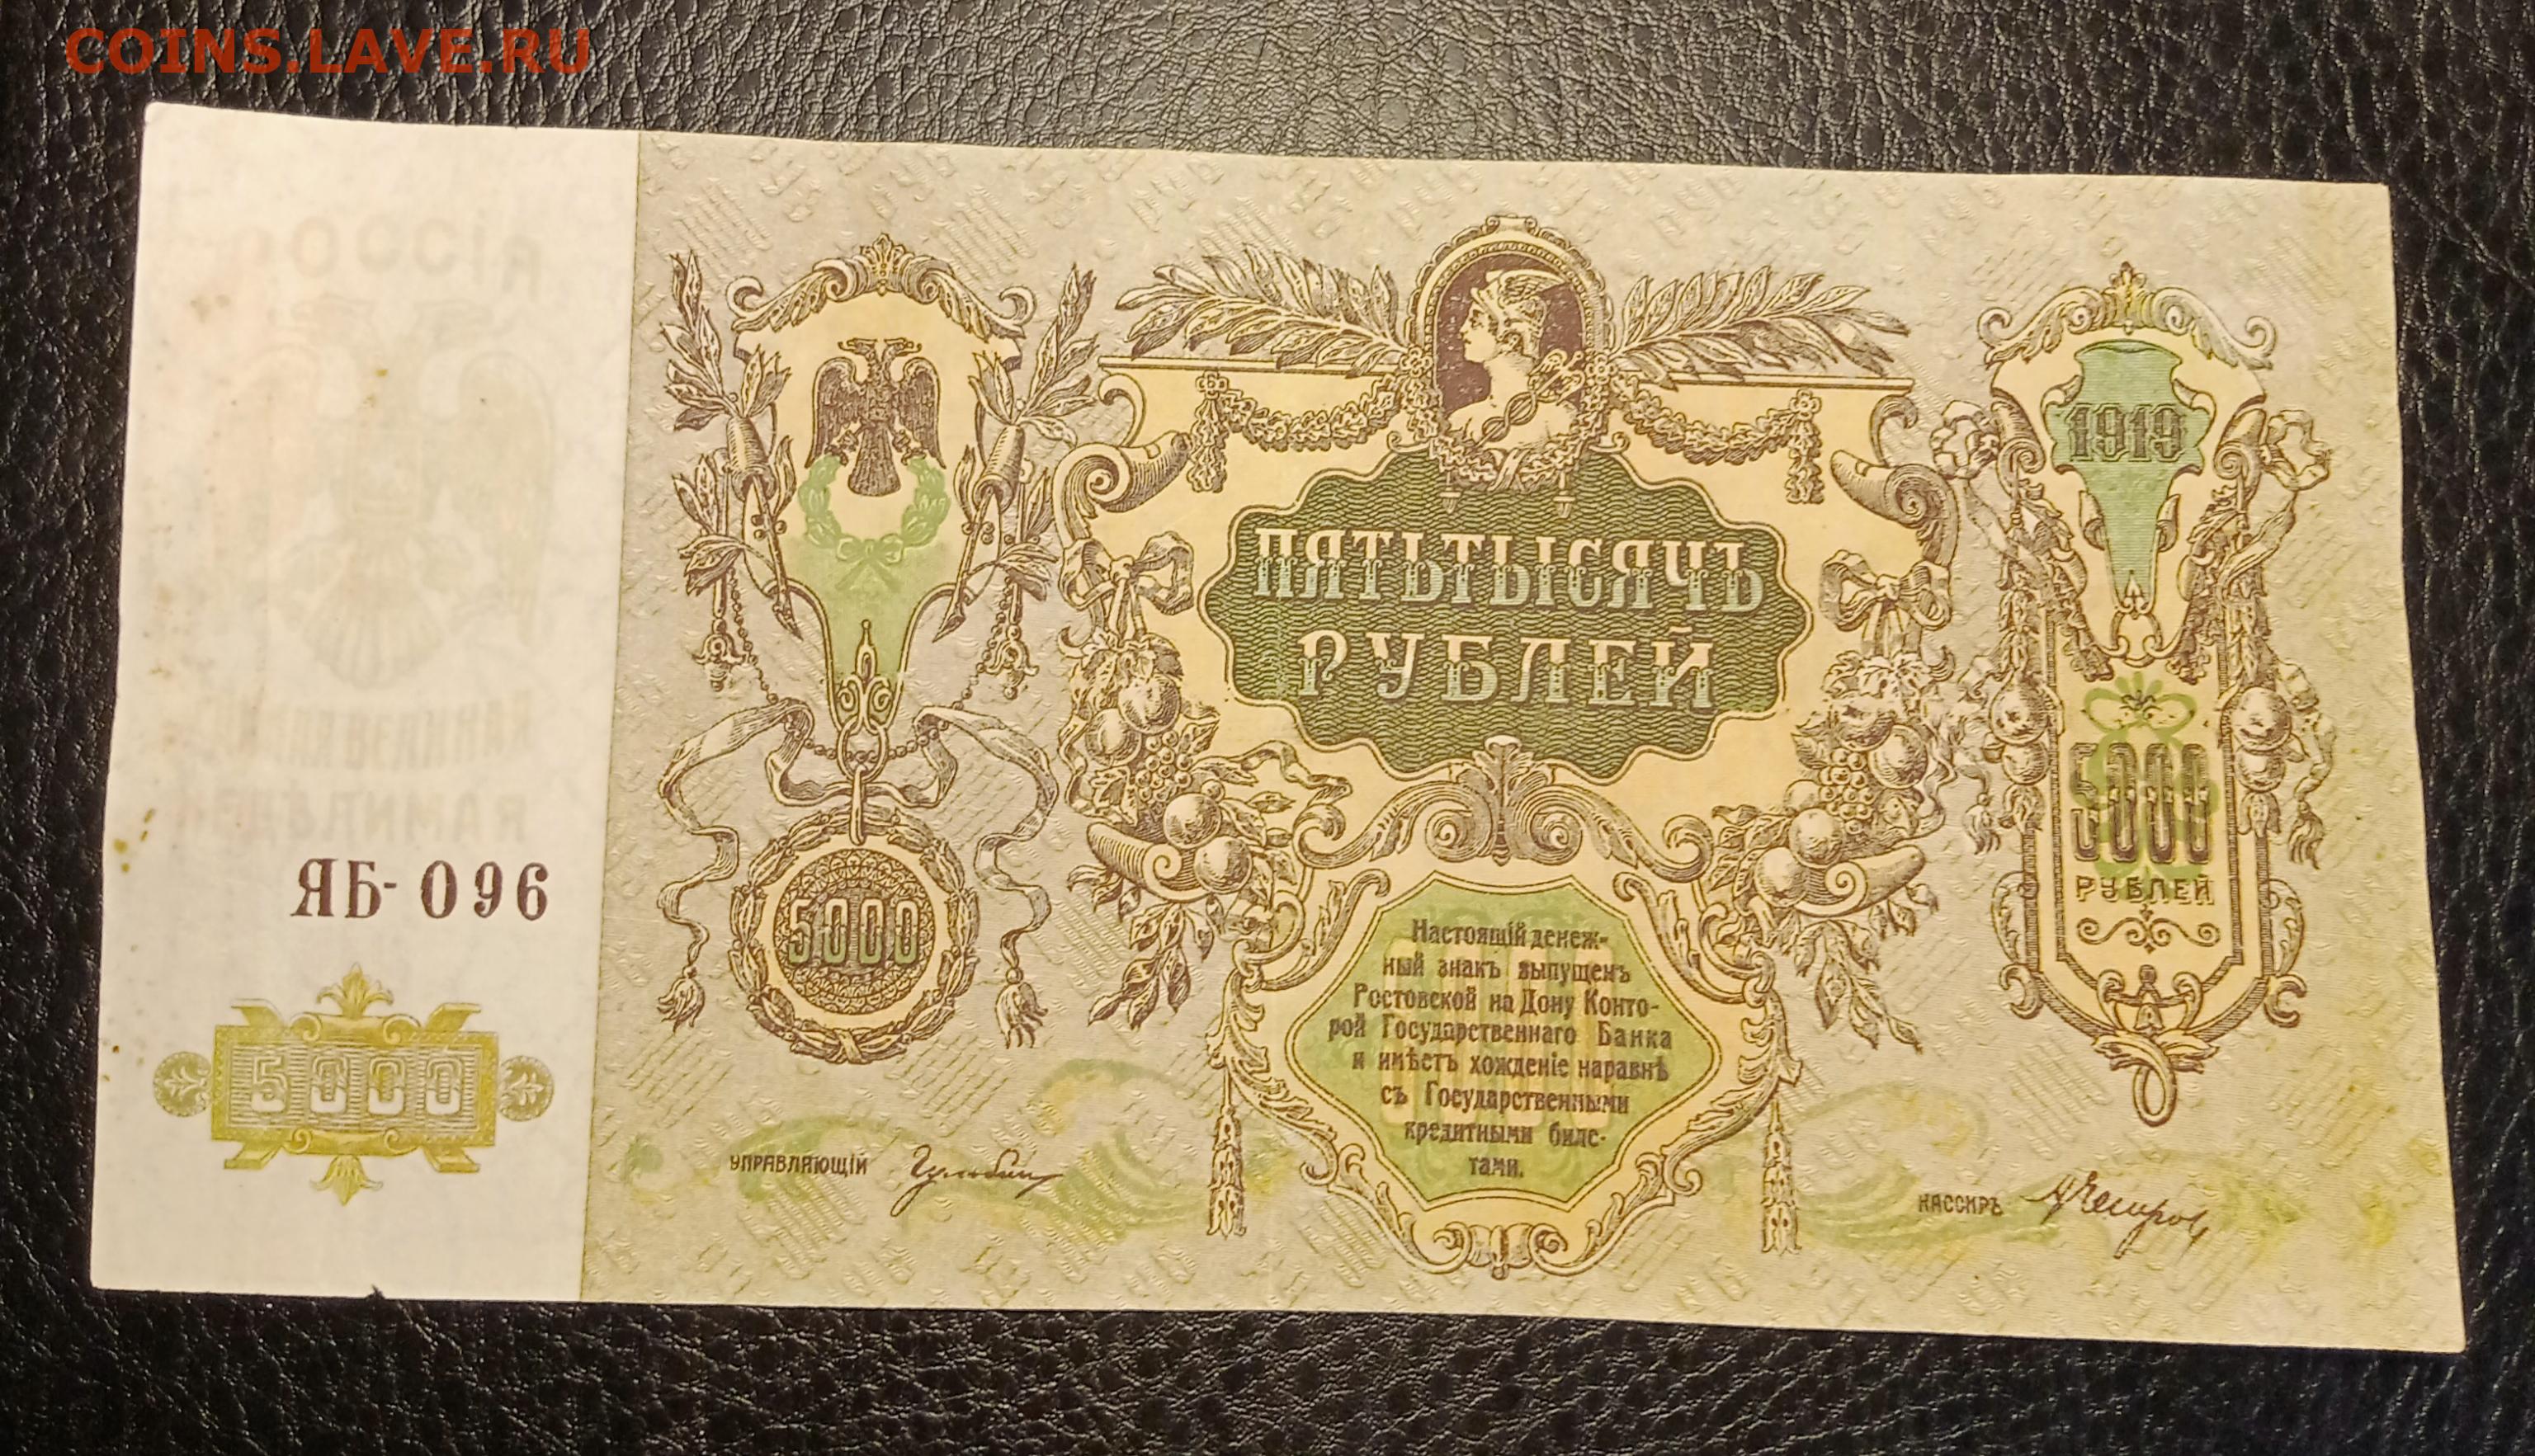 COINS.LAVE.RU
1919
ПЯТЬТЫСЯЧЪ
РУБЛЕЙ
5000
РУБЛЕЙ
ЯБ-096
5000
5000
Настоящій денеж-
ный знакъ выпущенъ
Ростовской на Дону Конто-
рой Государственнаго Банка
и имѣетъ хожденіе наравнѣ
съ Государственными
кредитными биле-
тами.
УПРАВЛЯЮЩІЙ
КАССИРЪ